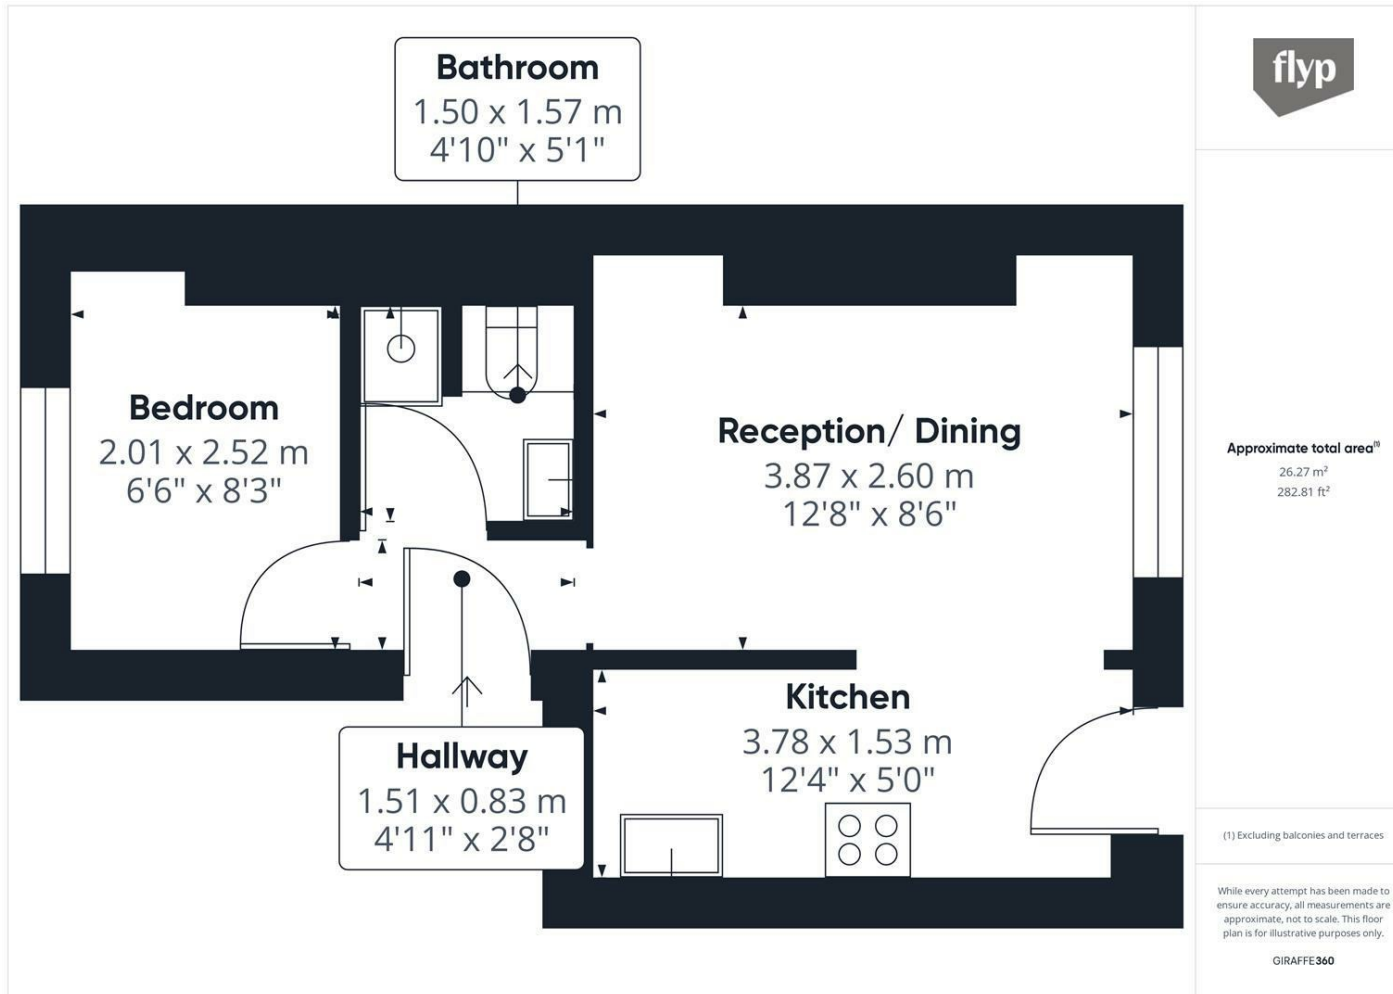 Bathroom
1.50 x 1.57 m
4'10" x 5'1"
flyp
Bedroom
2.01 x 2.52 m
6'6" x 8'3"
Reception/ Dining
3.87 x 2.60 m
12'8" x 8'6"
Approximate total area⁽¹⁾
26.27 m²
282.81 ft²
Kitchen
3.78 x 1.53 m
12'4" x 5'0"
Hallway
1.51 x 0.83 m
4'11" x 2'8"
(1) Excluding balconies and terraces
While every attempt has been made to
ensure accuracy, all measurements are
approximate, not to scale. This floor
plan is for illustrative purposes only.
GIRAFFE360